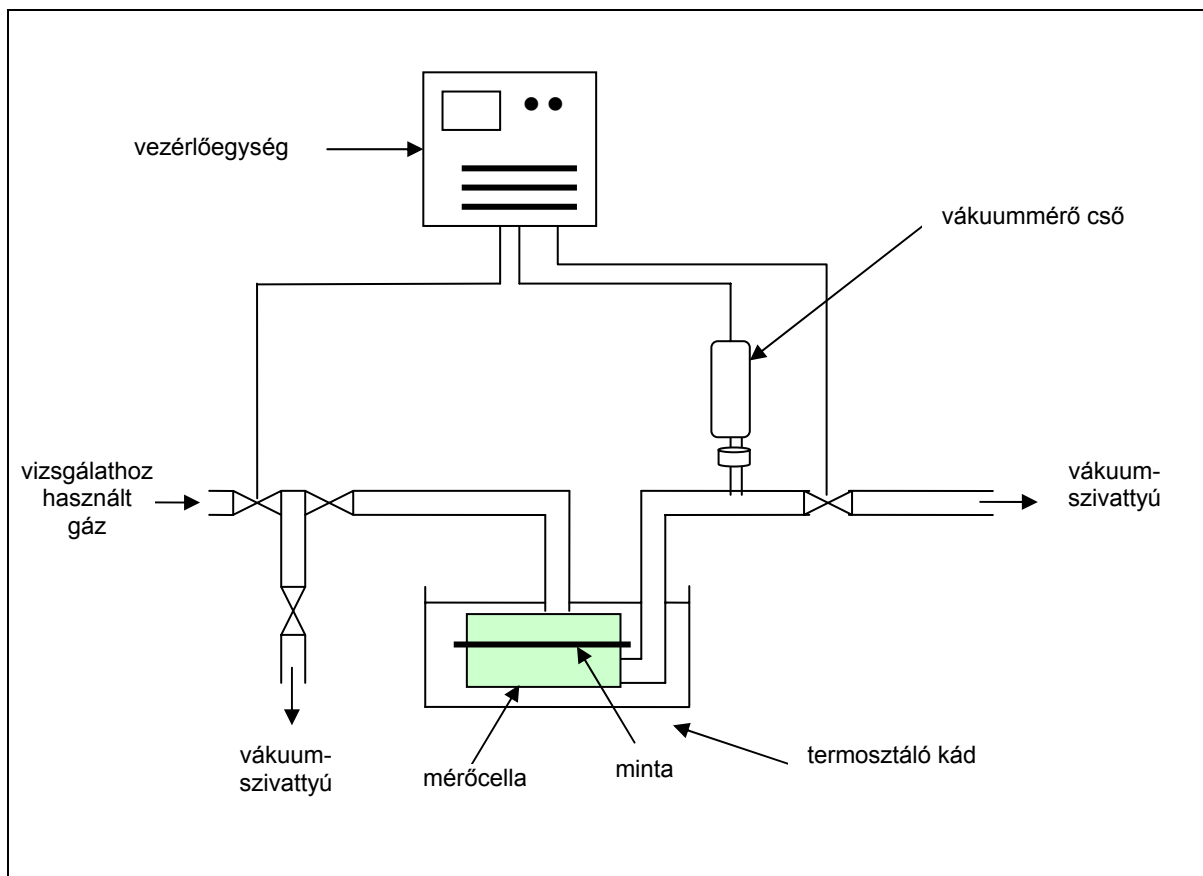 vezérlőegység
vákuummérő cső
vizsgálathoz
használt
gáz
vákuum-
szivattyú
vákuum-
szivattyú
mérőcella
minta
termosztáló kád